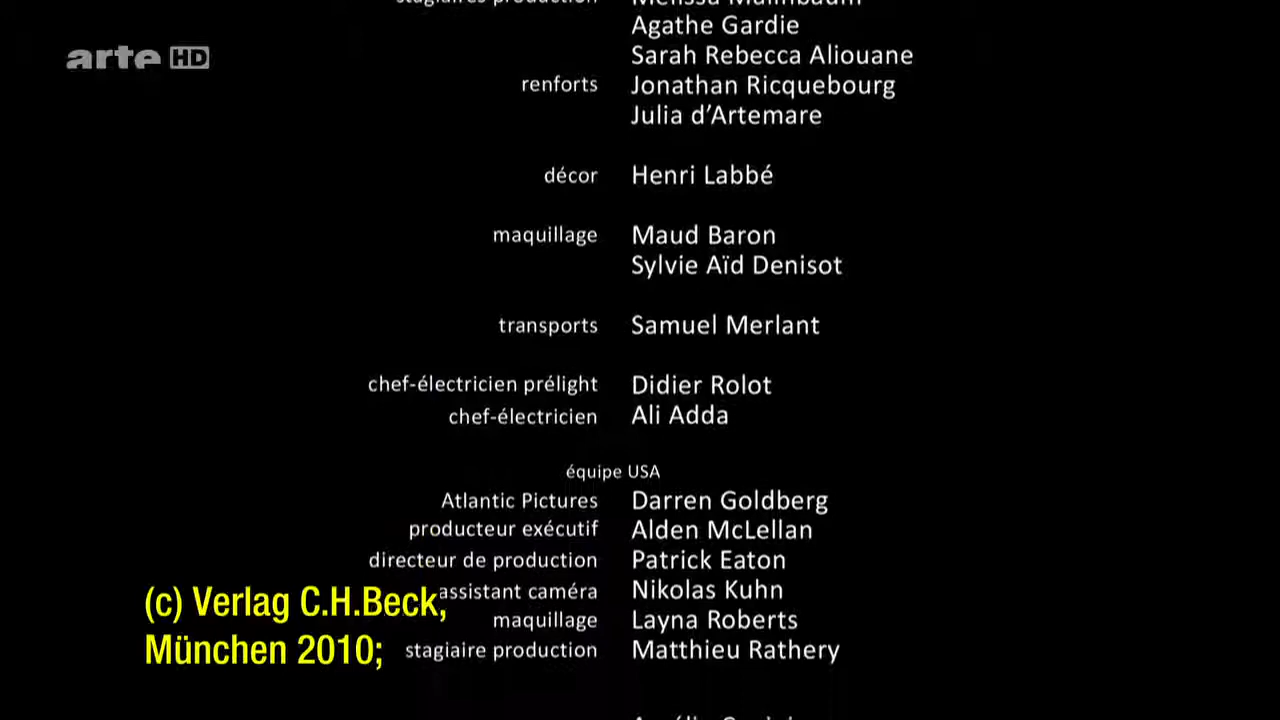 stagiaires production Melissa Malinbaum
Agathe Gardie
arte HD
Sarah Rebecca Aliouane
renforts Jonathan Ricquebourg
Julia d’Artemare
décor Henri Labbé
maquillage Maud Baron
Sylvie Aïd Denisot
transports Samuel Merlant
chef-électricien prélight Didier Rolot
chef-électricien Ali Adda
équipe USA
Atlantic Pictures Darren Goldberg
producteur exécutif Alden McLellan
directeur de production Patrick Eaton
assistant caméra Nikolas Kuhn
maquillage Layna Roberts
stagiaire production Matthieu Rathery
(c) Verlag C.H.Beck,
München 2010;